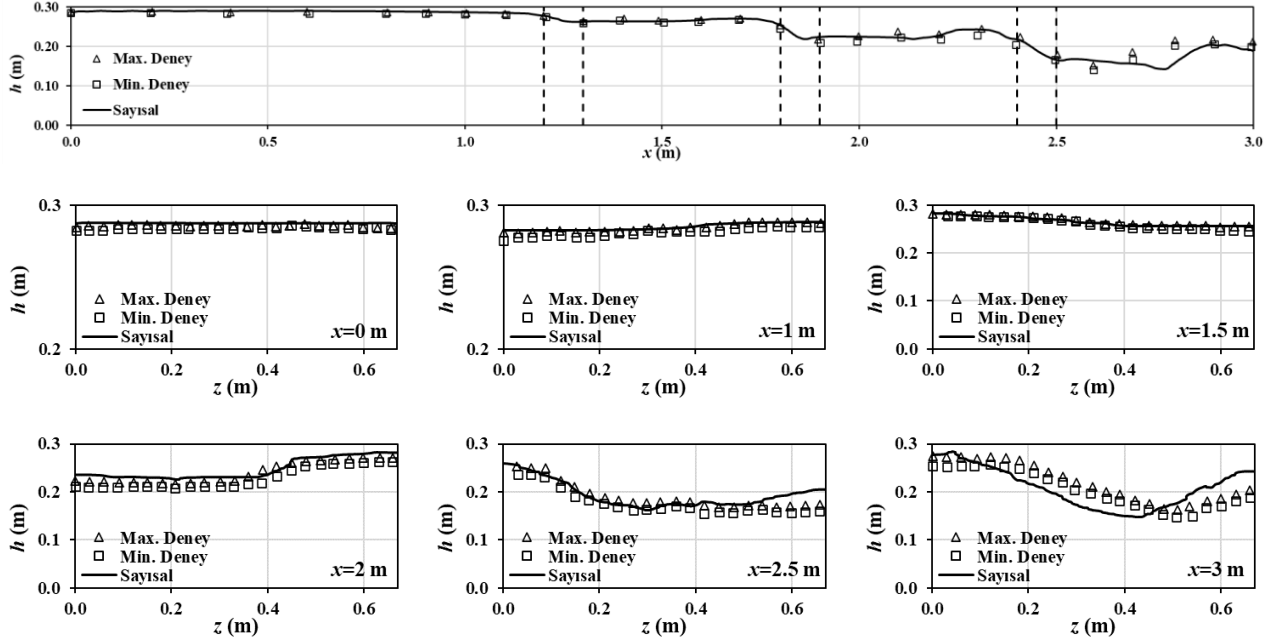 0.30
0.20
0.10
0.00
h (m)
Max. Deney
Min. Deney
Sayısal
0.0 0.5 1.0 1.5 2.0 2.5 3.0
x (m)
0.3
0.2
h (m)
Max. Deney
Min. Deney
Sayısal
x=0 m
0.0 0.2 0.4 0.6
z (m)
0.3
0.2
h (m)
Max. Deney
Min. Deney
Sayısal
x=1 m
0.0 0.2 0.4 0.6
z (m)
0.3
0.2
0.1
0.0
h (m)
Max. Deney
Min. Deney
Sayısal
x=1.5 m
0.0 0.2 0.4 0.6
z (m)
0.3
0.2
0.1
0.0
h (m)
Max. Deney
Min. Deney
Sayısal
x=2 m
0.0 0.2 0.4 0.6
z (m)
0.3
0.2
0.1
0.0
h (m)
Max. Deney
Min. Deney
Sayısal
x=2.5 m
0.0 0.2 0.4 0.6
z (m)
0.3
0.2
0.1
0.0
h (m)
Max. Deney
Min. Deney
Sayısal
x=3 m
0.0 0.2 0.4 0.6
z (m)